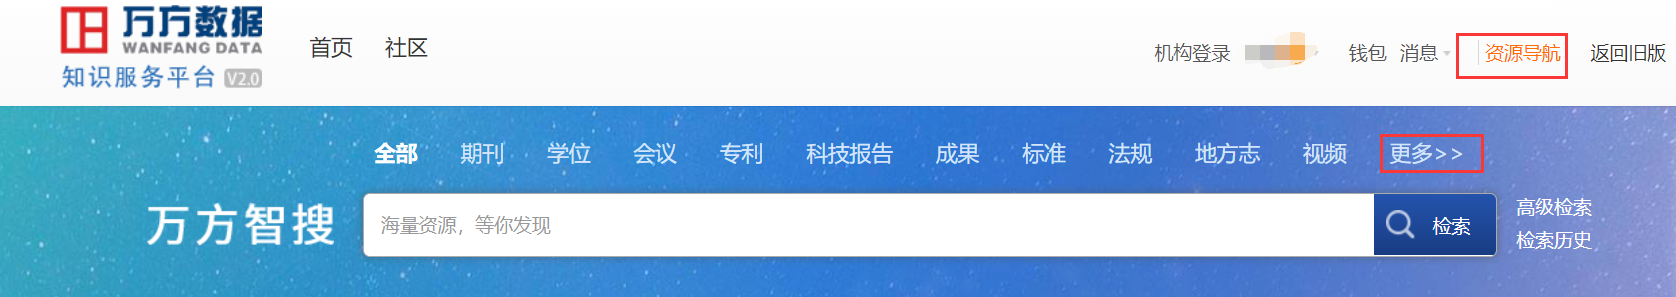 万方数据
WANFANG DATA
知识服务平台 V2.0
首页 社区
机构登录 钱包 消息 资源导航 返回旧版
全部 期刊 学位 会议 专利 科技报告 成果 标准 法规 地方志 视频 更多>>
万方智搜
海量资源，等你发现
检索
高级检索
检索历史